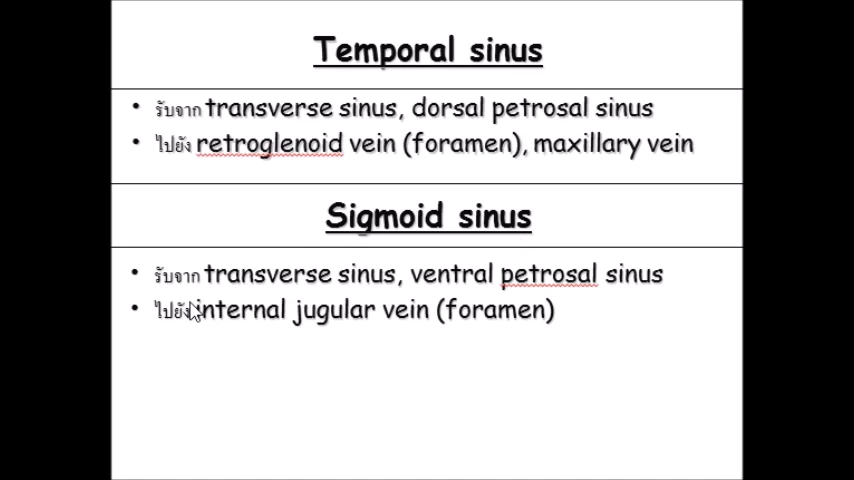 Temporal sinus
• รับจาก transverse sinus, dorsal petrosal sinus
• ไปยัง retroglenoid vein (foramen), maxillary vein
Sigmoid sinus
• รับจาก transverse sinus, ventral petrosal sinus
• ไปยัง internal jugular vein (foramen)